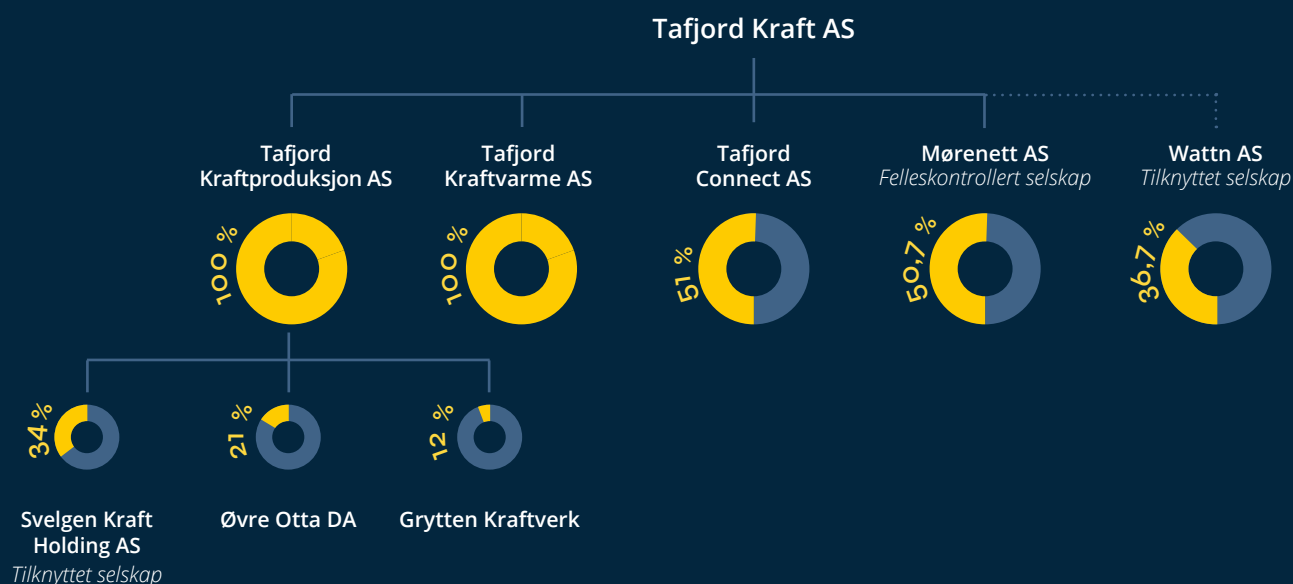 Tafjord Kraft AS
Tafjord
Kraftproduksjon AS
100 %
Tafjord
Kraftvarme AS
100 %
Tafjord
Connect AS
51 %
Mørenett AS
Felleskontrollert selskap
50,7 %
Wattn AS
Tilknyttet selskap
36,7 %
34 %
Svelgen Kraft
Holding AS
Tilknyttet selskap
21 %
Øvre Otta DA
12 %
Grytten Kraftverk